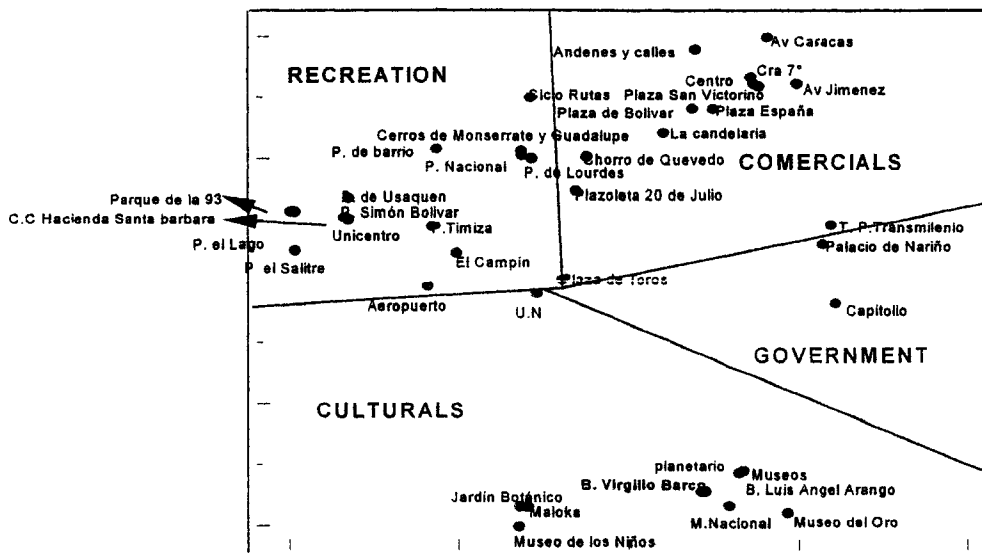 Av Caracas
Andenes y calles
RECREATION
Cra 7ª
Centro
Av Jimenez
Sicio Rutas
Plaza San Victorino
Plaza de Bolivar
Plaza España
Cerros de Monserrate y Guadalupe
La candelaria
P. de barrio
P. Nacional
P. de Lourdes
Chorro de Quevedo
COMERCIALS
Parque de la 93
P. de Usaquen
Plazoleta 20 de Julio
C.C Hacienda Santa barbara
P. Simón Bolivar
Unicentro
P.Timiza
T. P.Transmilenio
P. el Lago
Palacio de Nariño
P. el Salitre
El Campín
Plaza de Toros
Aeropuerto
U.N
Capitolio
GOVERNMENT
CULTURALS
planetario
Museos
B. Virgilio Barco
B. Luis Angel Arango
Jardín Botánico
Maloka
M.Nacional
Museo del Oro
Museo de los Niños